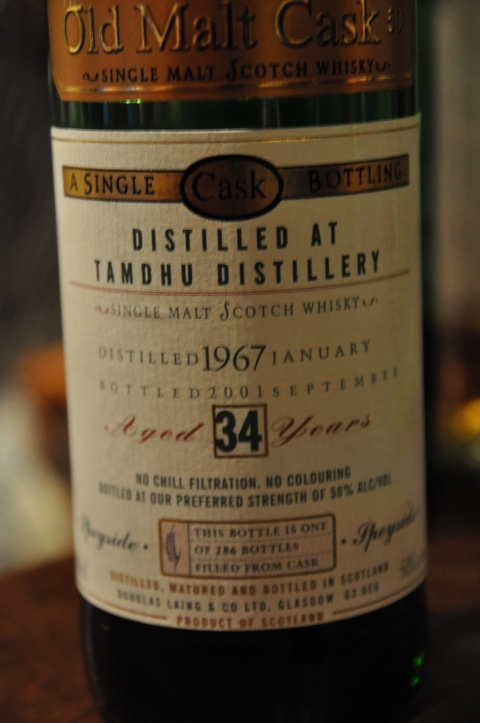 Old Malt Cask 50
SINGLE MALT SCOTCH WHISKY
A SINGLE Cask BOTTLING
DISTILLED AT
TAMDHU DISTILLERY
SINGLE MALT SCOTCH WHISKY
DISTILLED 1967 JANUARY
BOTTLED 2001 SEPTEMBER
Aged 34 Years
NO CHILL FILTRATION. NO COLOURING
BOTTLED AT OUR PREFERRED STRENGTH OF 50% ALC/VOL
Speyside • THIS BOTTLE IS ONE • Speyside
OF 286 BOTTLES
FILLED FROM CASK
DISTILLED, MATURED AND BOTTLED IN SCOTLAND
DOUGLAS LAING & CO LTD, GLASGOW
PRODUCT OF SCOTLAND